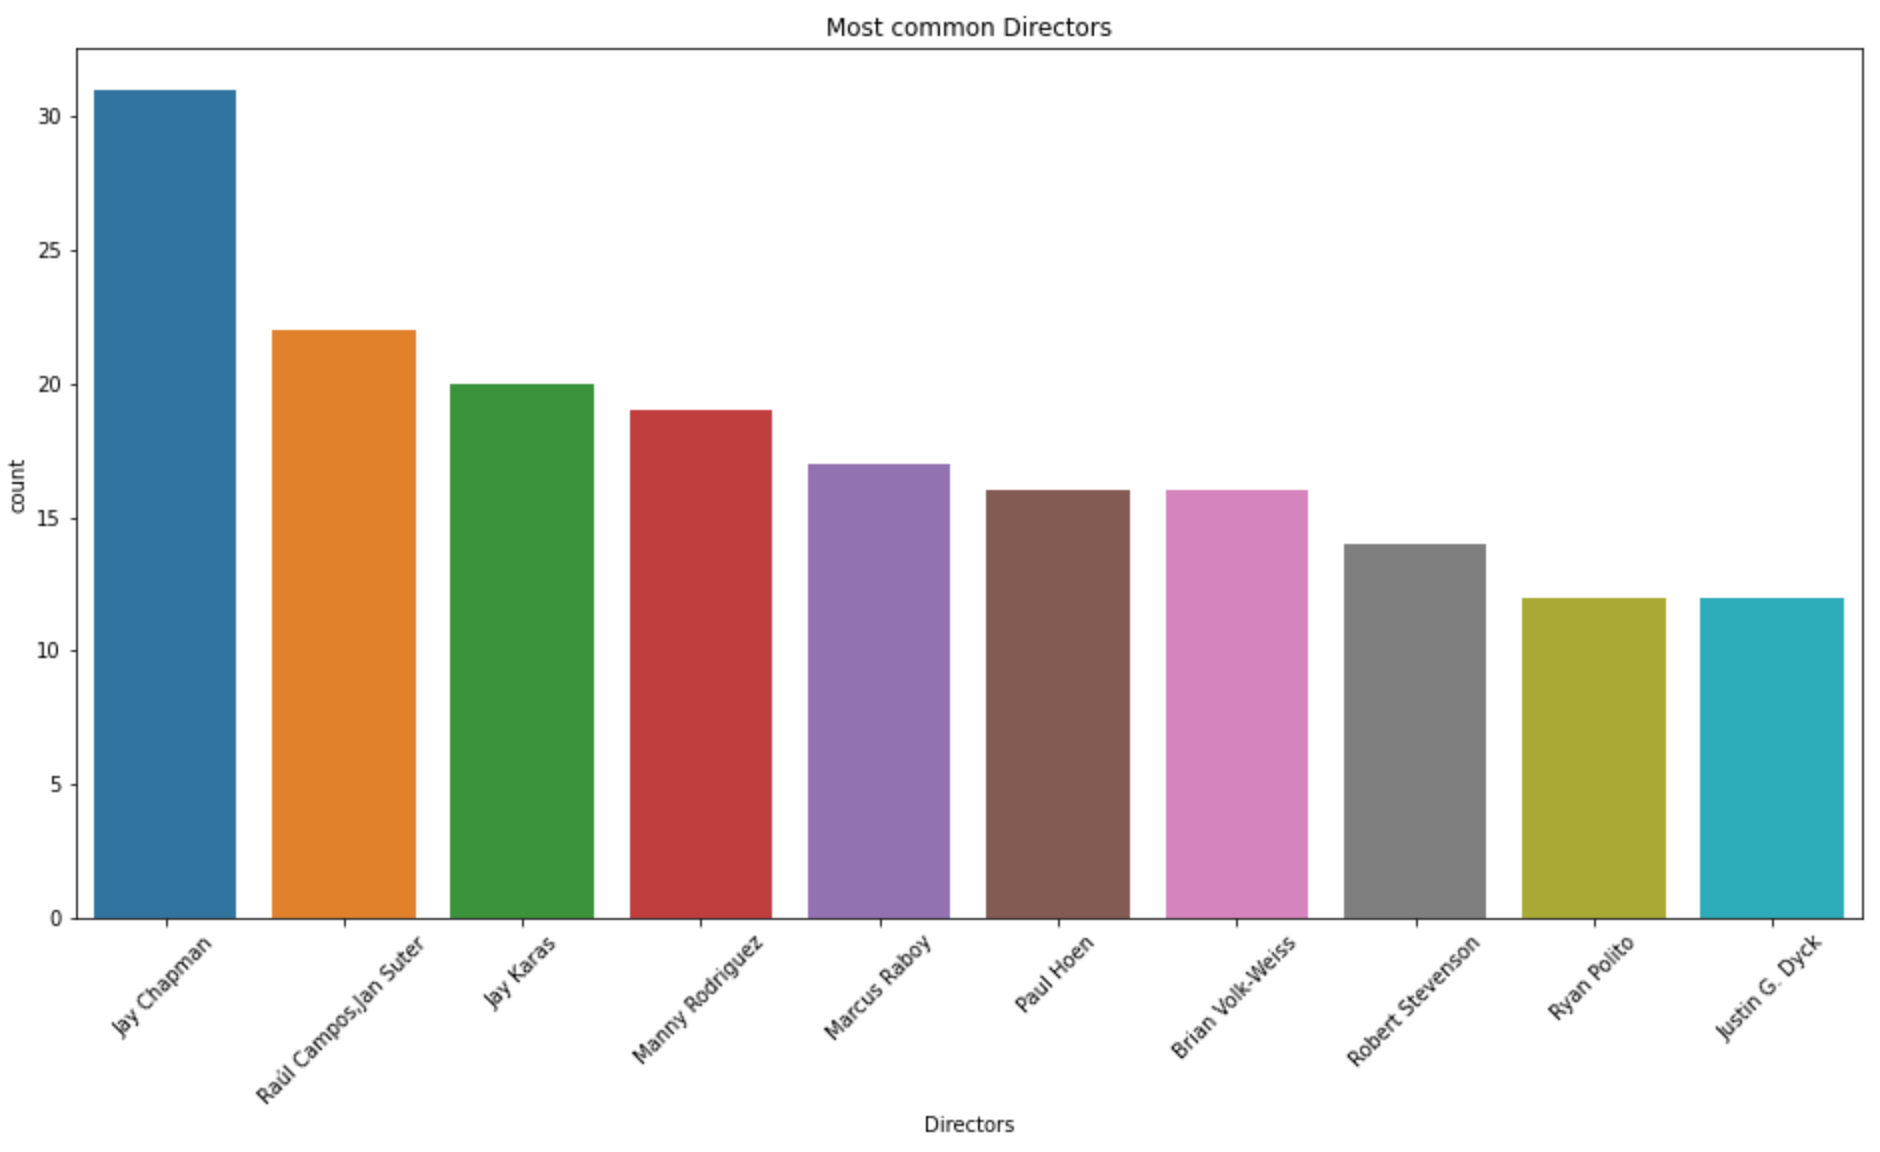 Most common Directors
30
25
20
15
10
5
0
count
Jay Chapman
Raúl Campos,Jan Suter
Jay Karas
Manny Rodriguez
Marcus Raboy
Paul Hoen
Brian Volk-Weiss
Robert Stevenson
Ryan Polito
Justin G. Dyck
Directors